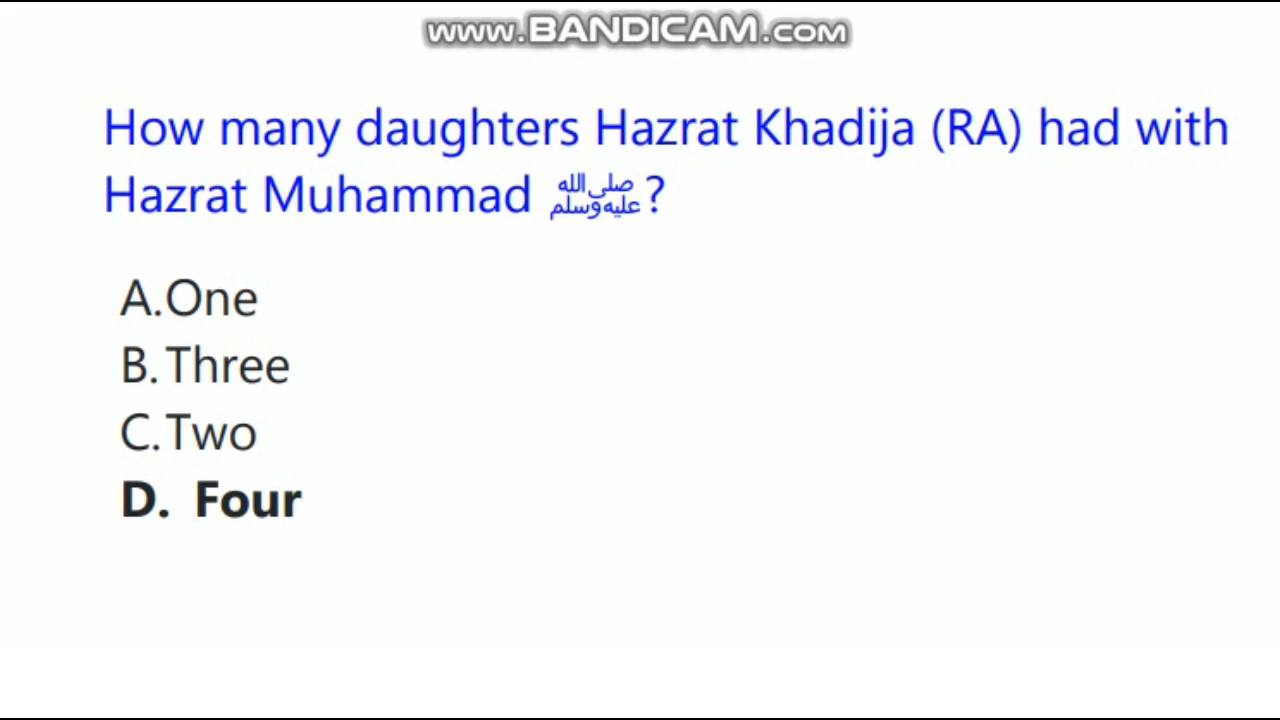 www.BANDICAM.com
How many daughters Hazrat Khadija (RA) had with
Hazrat Muhammad ﷺ?
A.One
B.Three
C.Two
D. Four